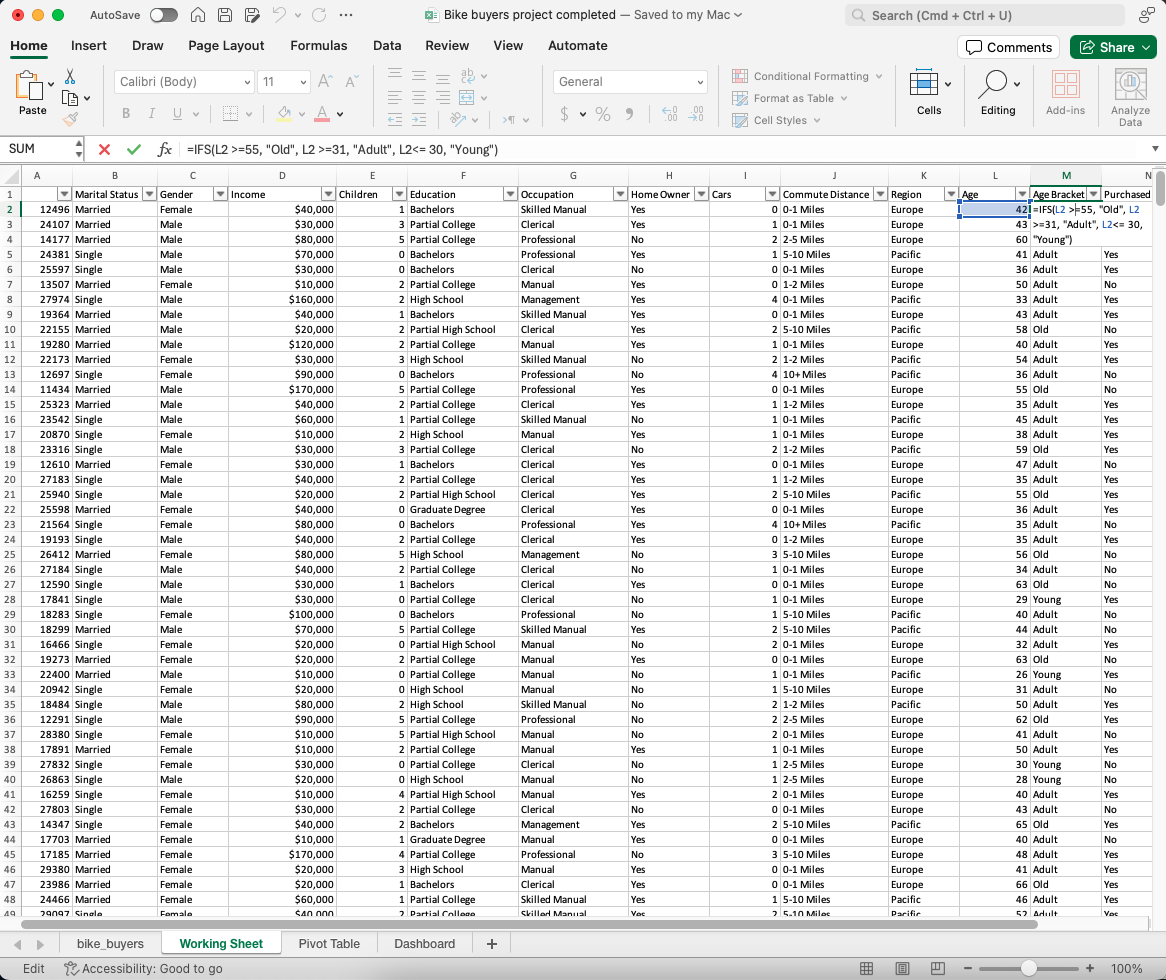 AutoSave
Bike buyers project completed — Saved to my Mac
Search (Cmd + Ctrl + U)
Home Insert Draw Page Layout Formulas Data Review View Automate Comments Share
Paste
Calibri (Body) 11
B I U
ab
General
$ % 9
Conditional Formatting
Format as Table
Cell Styles
Cells
Editing
Add-ins
Analyze Data
SUM fx =IFS(L2 >=55, "Old", L2 >=31, "Adult", L2<= 30, "Young")
A B C D E F G H I J K L M N
1 Marital Status Gender Income Children Education Occupation Home Owner Cars Commute Distance Region Age Age Bracket Purchased
2 12496 Married Female $40,000 1 Bachelors Skilled Manual Yes 0 0-1 Miles Europe 42 =IFS(L2 >=55, "Old", L2
3 24107 Married Male $30,000 3 Partial College Clerical Yes 1 0-1 Miles Europe 43 >=31, "Adult", L2<= 30,
4 14177 Married Male $80,000 5 Partial College Professional No 2 2-5 Miles Europe 60 "Young")
5 24381 Single Male $70,000 0 Bachelors Professional Yes 1 5-10 Miles Pacific 41 Adult Yes
6 25597 Single Male $30,000 0 Bachelors Clerical No 0 0-1 Miles Europe 36 Adult Yes
7 13507 Married Female $10,000 2 Partial College Manual Yes 0 1-2 Miles Europe 50 Adult No
8 27974 Single Male $160,000 2 High School Management Yes 4 0-1 Miles Pacific 33 Adult Yes
9 19364 Married Male $40,000 1 Bachelors Skilled Manual Yes 0 0-1 Miles Europe 43 Adult Yes
10 22155 Married Male $20,000 2 Partial High School Clerical Yes 2 5-10 Miles Pacific 58 Old No
11 19280 Married Male $120,000 2 Partial College Manual Yes 1 0-1 Miles Europe 40 Adult Yes
12 22173 Married Female $30,000 3 High School Skilled Manual No 2 1-2 Miles Pacific 54 Adult Yes
13 12697 Single Female $90,000 0 Bachelors Professional No 4 10+ Miles Pacific 36 Adult No
14 11434 Married Male $170,000 5 Partial College Professional Yes 0 0-1 Miles Europe 55 Old No
15 25323 Married Male $40,000 2 Partial College Clerical Yes 1 1-2 Miles Europe 35 Adult Yes
16 23542 Single Male $60,000 1 Partial College Skilled Manual No 1 0-1 Miles Pacific 45 Adult Yes
17 20870 Single Female $10,000 2 High School Manual Yes 1 0-1 Miles Europe 38 Adult Yes
18 23316 Single Male $30,000 3 Partial College Clerical No 2 1-2 Miles Pacific 59 Old Yes
19 12610 Married Female $30,000 1 Bachelors Clerical Yes 0 0-1 Miles Europe 47 Adult No
20 27183 Single Male $40,000 2 Partial College Clerical Yes 1 1-2 Miles Europe 35 Adult Yes
21 25940 Single Male $20,000 2 Partial High School Clerical Yes 2 5-10 Miles Pacific 55 Old Yes
22 25598 Married Female $40,000 0 Graduate Degree Clerical Yes 0 0-1 Miles Europe 36 Adult Yes
23 21564 Single Female $80,000 0 Bachelors Professional Yes 4 10+ Miles Pacific 35 Adult No
24 19193 Single Male $40,000 2 Partial College Clerical Yes 0 1-2 Miles Europe 35 Adult Yes
25 26412 Married Female $80,000 5 High School Management No 3 5-10 Miles Europe 56 Old No
26 27184 Single Male $40,000 2 Partial College Clerical No 1 0-1 Miles Europe 34 Adult No
27 12590 Single Male $30,000 1 Bachelors Clerical Yes 0 0-1 Miles Europe 63 Old No
28 17841 Single Male $30,000 0 Partial College Clerical No 1 0-1 Miles Europe 29 Young Yes
29 18283 Single Female $100,000 0 Bachelors Professional No 1 5-10 Miles Pacific 40 Adult No
30 18299 Married Male $70,000 5 Partial College Skilled Manual Yes 2 5-10 Miles Pacific 44 Adult No
31 16466 Single Female $20,000 0 Partial High School Manual No 2 0-1 Miles Europe 32 Adult Yes
32 19273 Married Female $20,000 2 Partial College Manual Yes 0 0-1 Miles Europe 63 Old No
33 22400 Married Male $10,000 0 Partial College Manual No 1 0-1 Miles Pacific 26 Young Yes
34 20942 Single Female $20,000 0 High School Manual No 1 5-10 Miles Europe 31 Adult No
35 18484 Single Male $80,000 2 High School Skilled Manual No 2 1-2 Miles Pacific 50 Adult Yes
36 12291 Single Male $90,000 5 Partial College Professional No 2 2-5 Miles Europe 62 Old Yes
37 28380 Single Female $10,000 5 Partial High School Manual No 2 0-1 Miles Europe 41 Adult No
38 17891 Married Female $10,000 2 Partial College Manual Yes 1 0-1 Miles Europe 50 Adult Yes
39 27832 Single Female $30,000 0 Partial College Clerical No 1 2-5 Miles Europe 30 Young No
40 26863 Single Male $20,000 0 High School Manual No 1 2-5 Miles Europe 28 Young No
41 16259 Single Female $10,000 4 Partial High School Manual Yes 2 0-1 Miles Europe 40 Adult Yes
42 27803 Single Female $30,000 2 Partial College Clerical No 0 0-1 Miles Europe 43 Adult No
43 14347 Single Female $40,000 2 Bachelors Management Yes 2 5-10 Miles Pacific 65 Old Yes
44 17703 Married Female $10,000 1 Graduate Degree Manual Yes 0 0-1 Miles Europe 40 Adult No
45 17185 Married Female $170,000 4 Partial College Professional No 3 5-10 Miles Europe 48 Adult Yes
46 29380 Married Female $20,000 3 High School Manual Yes 0 0-1 Miles Europe 41 Adult Yes
47 23986 Married Female $20,000 1 Bachelors Clerical Yes 0 0-1 Miles Europe 66 Old Yes
48 24466 Married Female $60,000 1 Partial College Skilled Manual Yes 1 5-10 Miles Pacific 46 Adult Yes
49 29097 Single Female $40,000 2 Partial College Skilled Manual Yes 2 5-10 Miles Pacific 52 Adult Yes
bike_buyers Working Sheet Pivot Table Dashboard +
Edit Accessibility: Good to go 100%